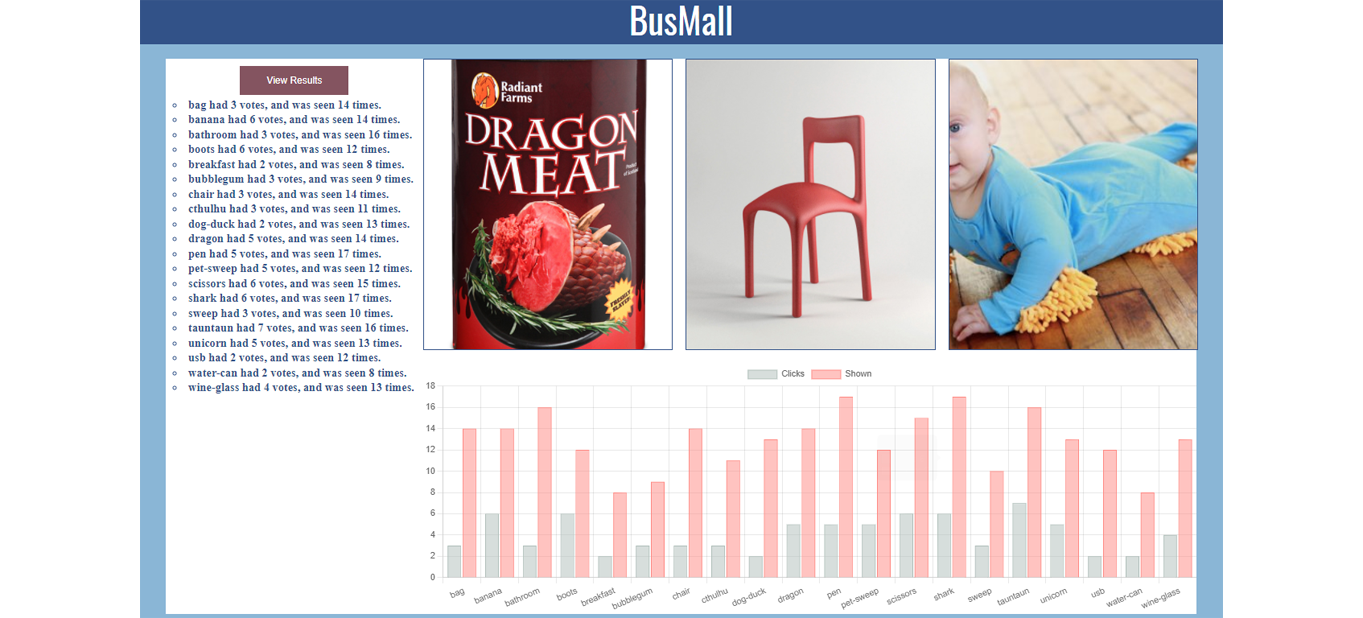 BusMall
View Results
bag had 3 votes, and was seen 14 times.
banana had 6 votes, and was seen 14 times.
bathroom had 3 votes, and was seen 16 times.
boots had 6 votes, and was seen 12 times.
breakfast had 2 votes, and was seen 8 times.
bubblegum had 3 votes, and was seen 9 times.
chair had 3 votes, and was seen 14 times.
cthulhu had 3 votes, and was seen 11 times.
dog-duck had 2 votes, and was seen 13 times.
dragon had 5 votes, and was seen 14 times.
pen had 5 votes, and was seen 17 times.
pet-sweep had 5 votes, and was seen 12 times.
scissors had 6 votes, and was seen 15 times.
shark had 6 votes, and was seen 17 times.
sweep had 3 votes, and was seen 10 times.
tauntaun had 7 votes, and was seen 16 times.
unicorn had 5 votes, and was seen 13 times.
usb had 2 votes, and was seen 12 times.
water-can had 2 votes, and was seen 8 times.
wine-glass had 4 votes, and was seen 13 times.
Radiant
Farms
DRAGON
MEAT
Clicks Shown
18
16
14
12
10
8
6
4
2
0
bag banana bathroom boots breakfast bubblegum chair cthulhu dog-duck dragon pen pet-sweep scissors shark sweep tauntaun unicorn usb water-can wine-glass